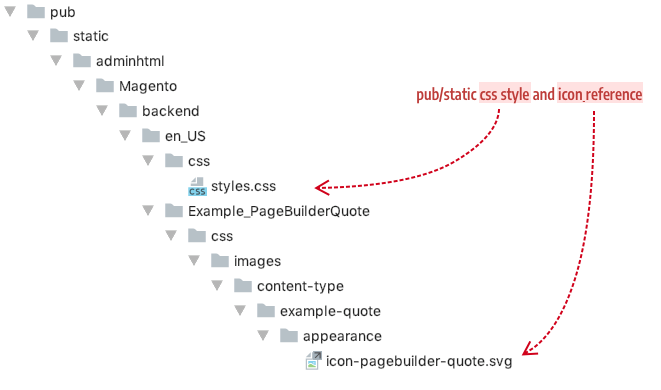 pub
static
adminhtml
Magento
pub/static css style and icon reference
backend
en_US
css
styles.css
CSS
Example_PageBuilderQuote
css
images
content-type
example-quote
appearance
icon-pagebuilder-quote.svg